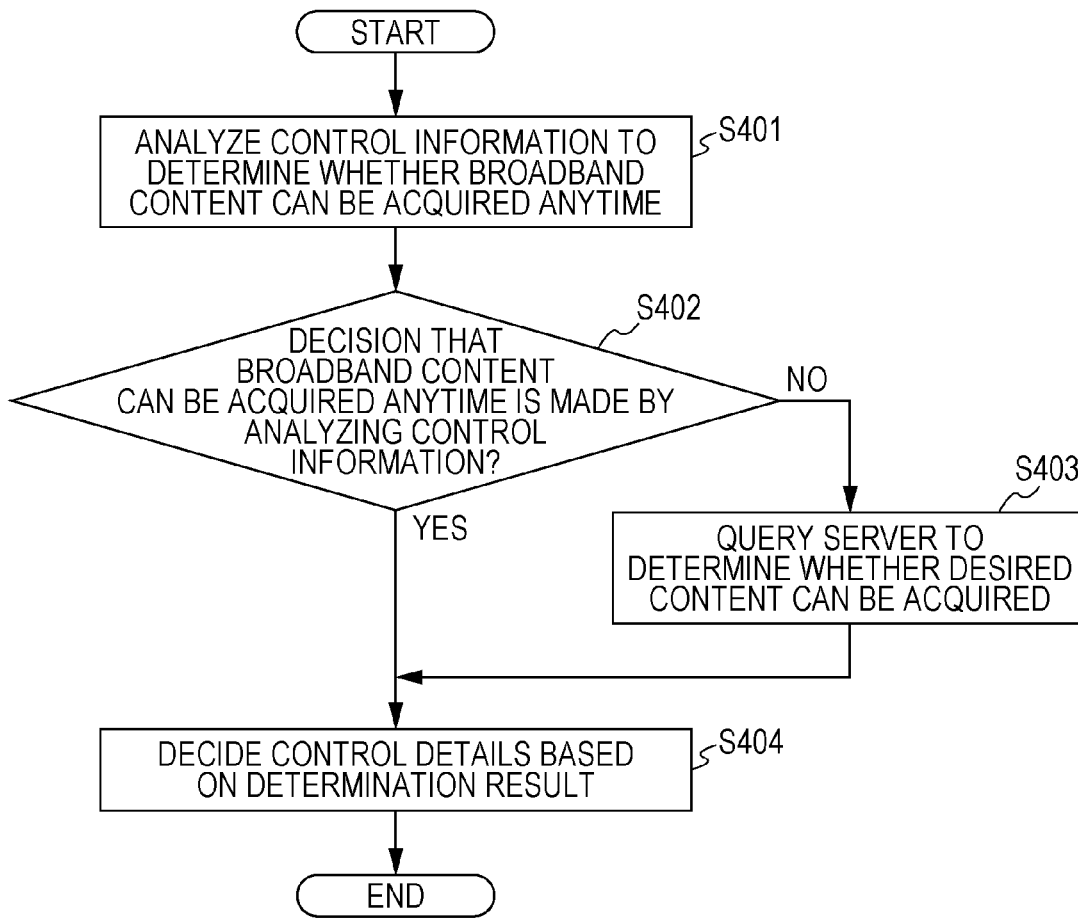 START
S401
ANALYZE CONTROL INFORMATION TO
DETERMINE WHETHER BROADBAND
CONTENT CAN BE ACQUIRED ANYTIME
S402
DECISION THAT
BROADBAND CONTENT
CAN BE ACQUIRED ANYTIME IS MADE BY
ANALYZING CONTROL
INFORMATION?
NO
YES
S403
QUERY SERVER TO
DETERMINE WHETHER DESIRED
CONTENT CAN BE ACQUIRED
S404
DECIDE CONTROL DETAILS BASED
ON DETERMINATION RESULT
END